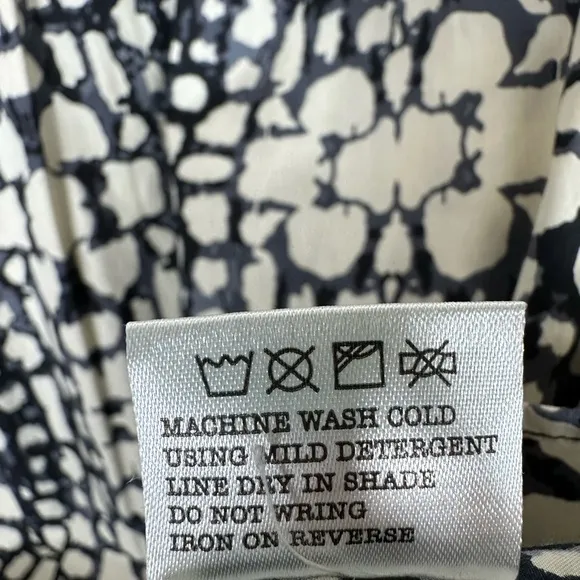 MACHINE WASH COLD
USING MILD DETERGENT
LINE DRY IN SHADE
DO NOT WRING
IRON ON REVERSE